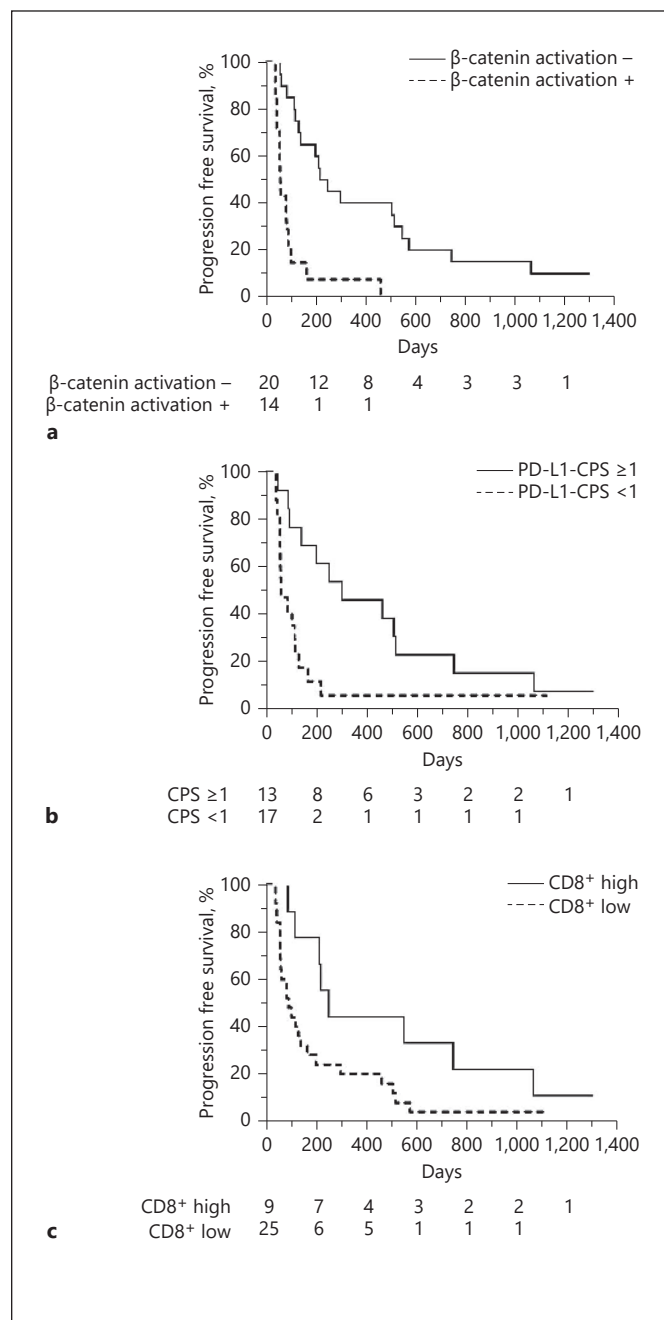 β-catenin activation –
β-catenin activation +
Progression free survival, %
100
80
60
40
20
0
0 200 400 600 800 1,000 1,200 1,400
Days
β-catenin activation – 20 12 8 4 3 3 1
β-catenin activation + 14 1 1
a
PD-L1-CPS ≥1
PD-L1-CPS <1
Progression free survival, %
100
80
60
40
20
0
0 200 400 600 800 1,000 1,200 1,400
Days
CPS ≥1 13 8 6 3 2 2 1
b
CPS <1 17 2 1 1 1 1
CD8+ high
CD8+ low
Progression free survival, %
100
80
60
40
20
0
0 200 400 600 800 1,000 1,200 1,400
Days
CD8+ high 9 7 4 3 2 2 1
c
CD8+ low 25 6 5 1 1 1